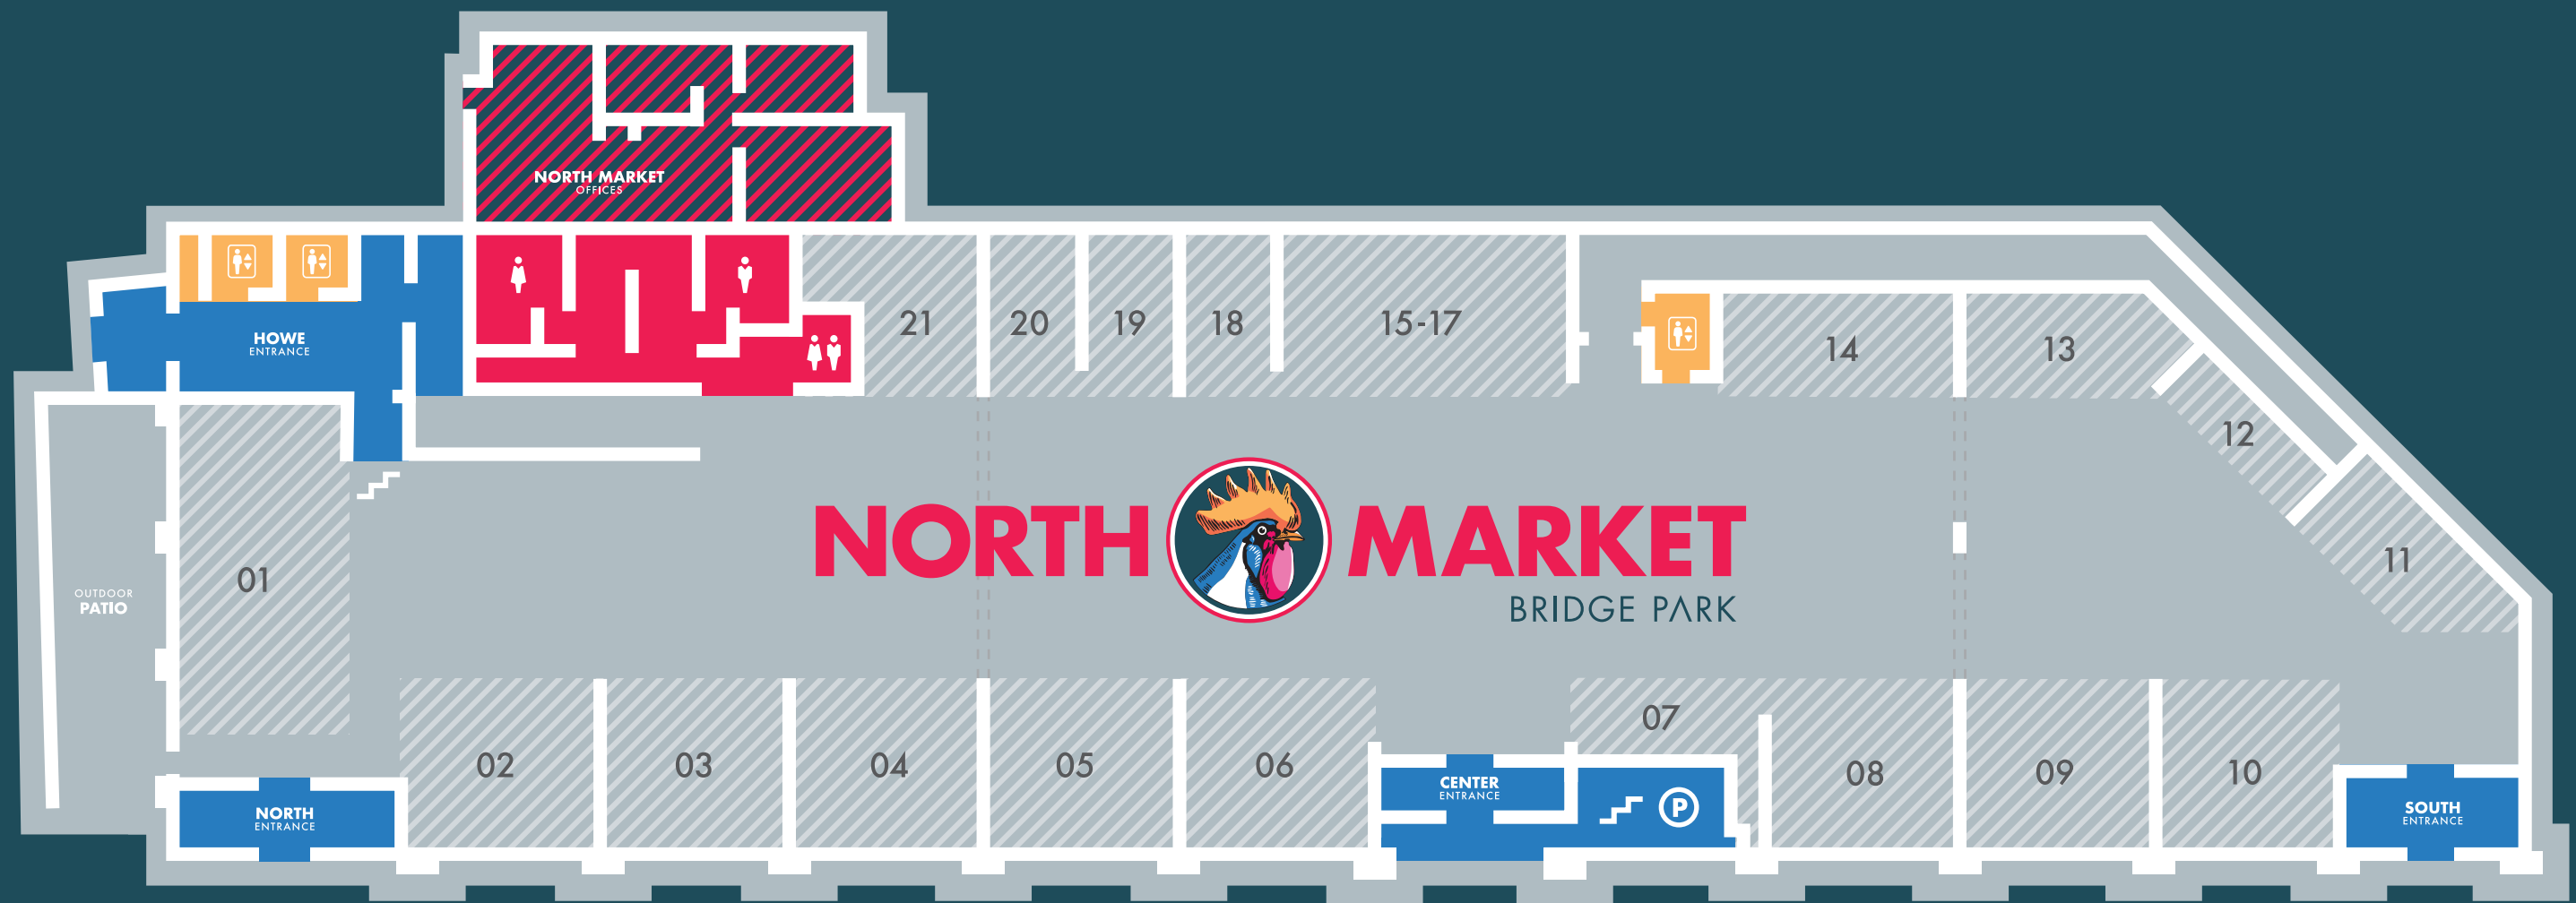 NORTH MARKET
OFFICES
HOWE
ENTRANCE
21
20
19
18
15-17
14
13
12
11
01
OUTDOOR
PATIO
NORTH MARKET
BRIDGE PARK
02
03
04
05
06
07
08
09
10
NORTH
ENTRANCE
CENTER
ENTRANCE
P
SOUTH
ENTRANCE